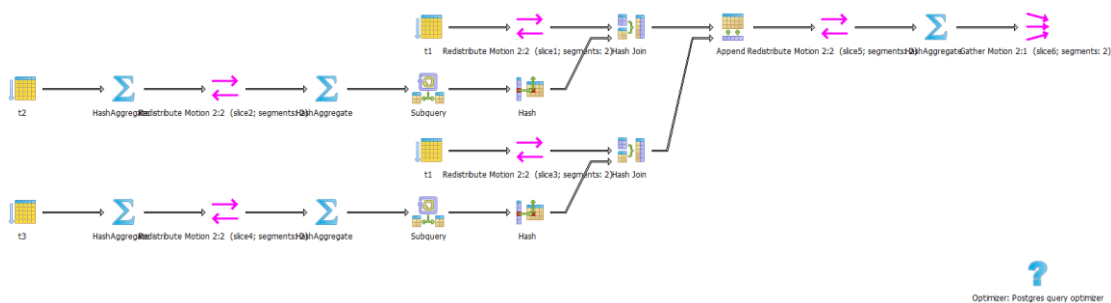 t1 Redistribute Motion 2:2 (slice1; segments: 2) Hash Join Append Redistribute Motion 2:2 (slice5; segments: 2) HashAggregate Gather Motion 2:1 (slice6; segments: 2)
t2 HashAggregate Redistribute Motion 2:2 (slice2; segments: 2) HashAggregate Subquery Hash
t1 Redistribute Motion 2:2 (slice3; segments: 2) Hash Join
t3 HashAggregate Redistribute Motion 2:2 (slice4; segments: 2) HashAggregate Subquery Hash
Optimizer: Postgres query optimizer